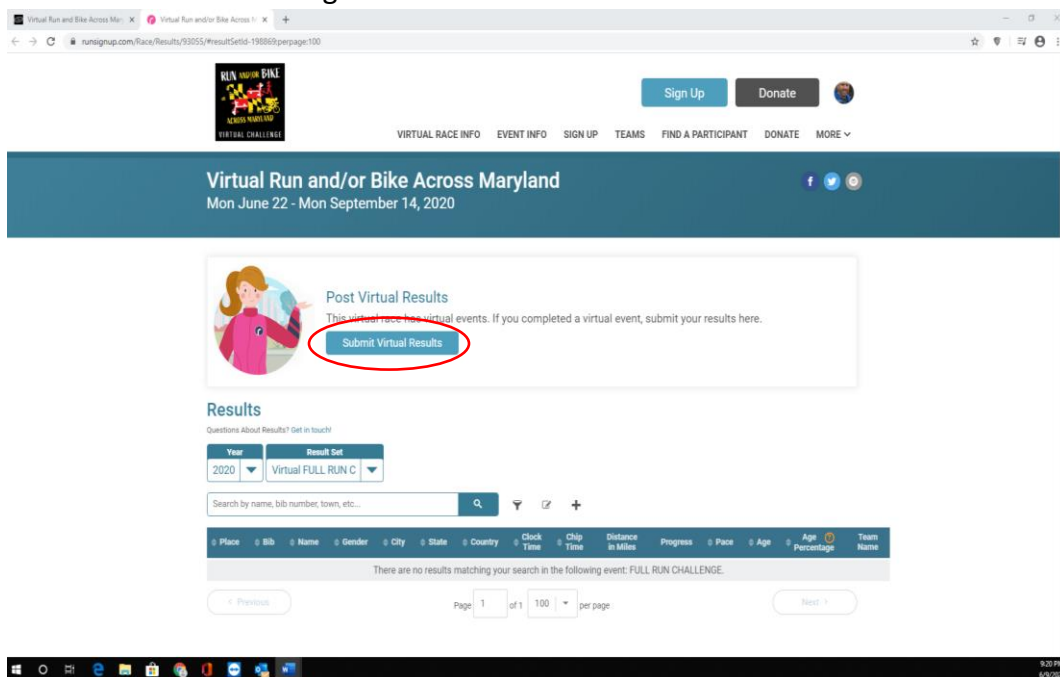 Virtual Run and Bike Across Mary
Virtual Run and/or Bike Across
runsignup.com/Race/Results/93055/#resultSetId-198869;perpage:100
RUN AND/OR BIKE
ACROSS MARYLAND
VIRTUAL CHALLENGE
Sign Up
Donate
VIRTUAL RACE INFO EVENT INFO SIGN UP TEAMS FIND A PARTICIPANT DONATE MORE
Virtual Run and/or Bike Across Maryland
Mon June 22 - Mon September 14, 2020
Post Virtual Results
This virtual race has virtual events. If you completed a virtual event, submit your results here.
Submit Virtual Results
Results
Questions About Results? Get in touch!
Year
Result Set
2020
Virtual FULL RUN C
Search by name, bib number, town, etc...
Place Bib Name Gender City State Country Clock Time Chip Time Distance in Miles Progress Pace Age Age Percentage Team Name
There are no results matching your search in the following event: FULL RUN CHALLENGE.
Previous
Page 1 of 1 100 per page
Next
9:20 P
6/9/20